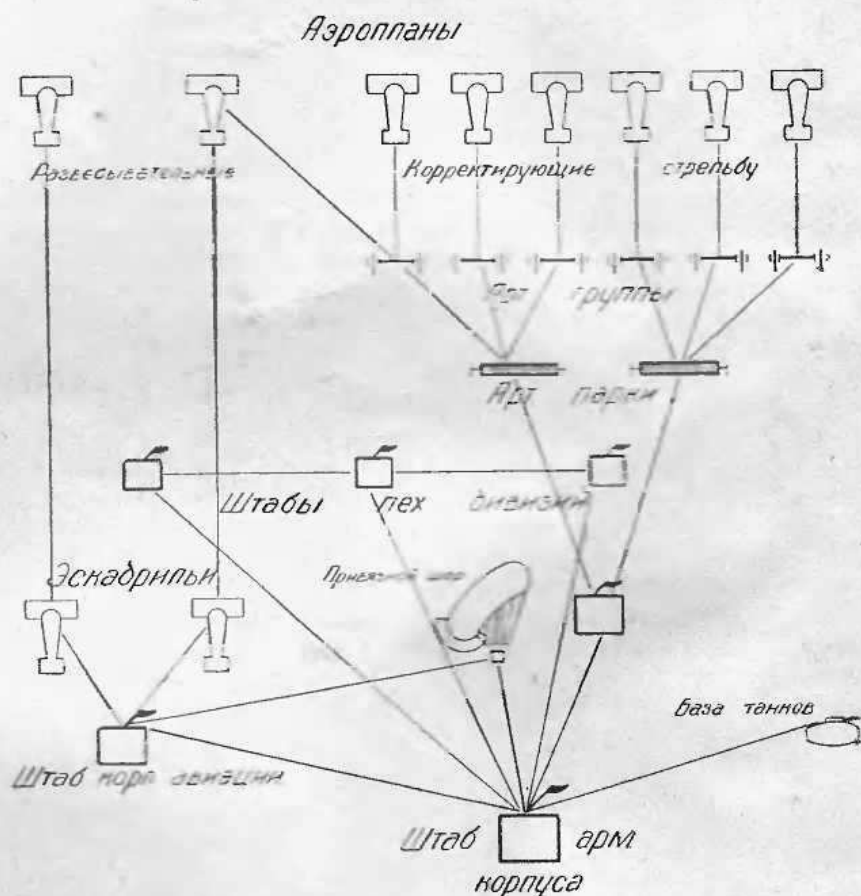 Аэропланы
Разведывательные
Корректирующие стрельбу
Арт группы
Арт парки
Штабы пех дивизий
Эскадрильи
Привязной шар
База танков
Штаб корп авиации
Штаб арм
корпуса